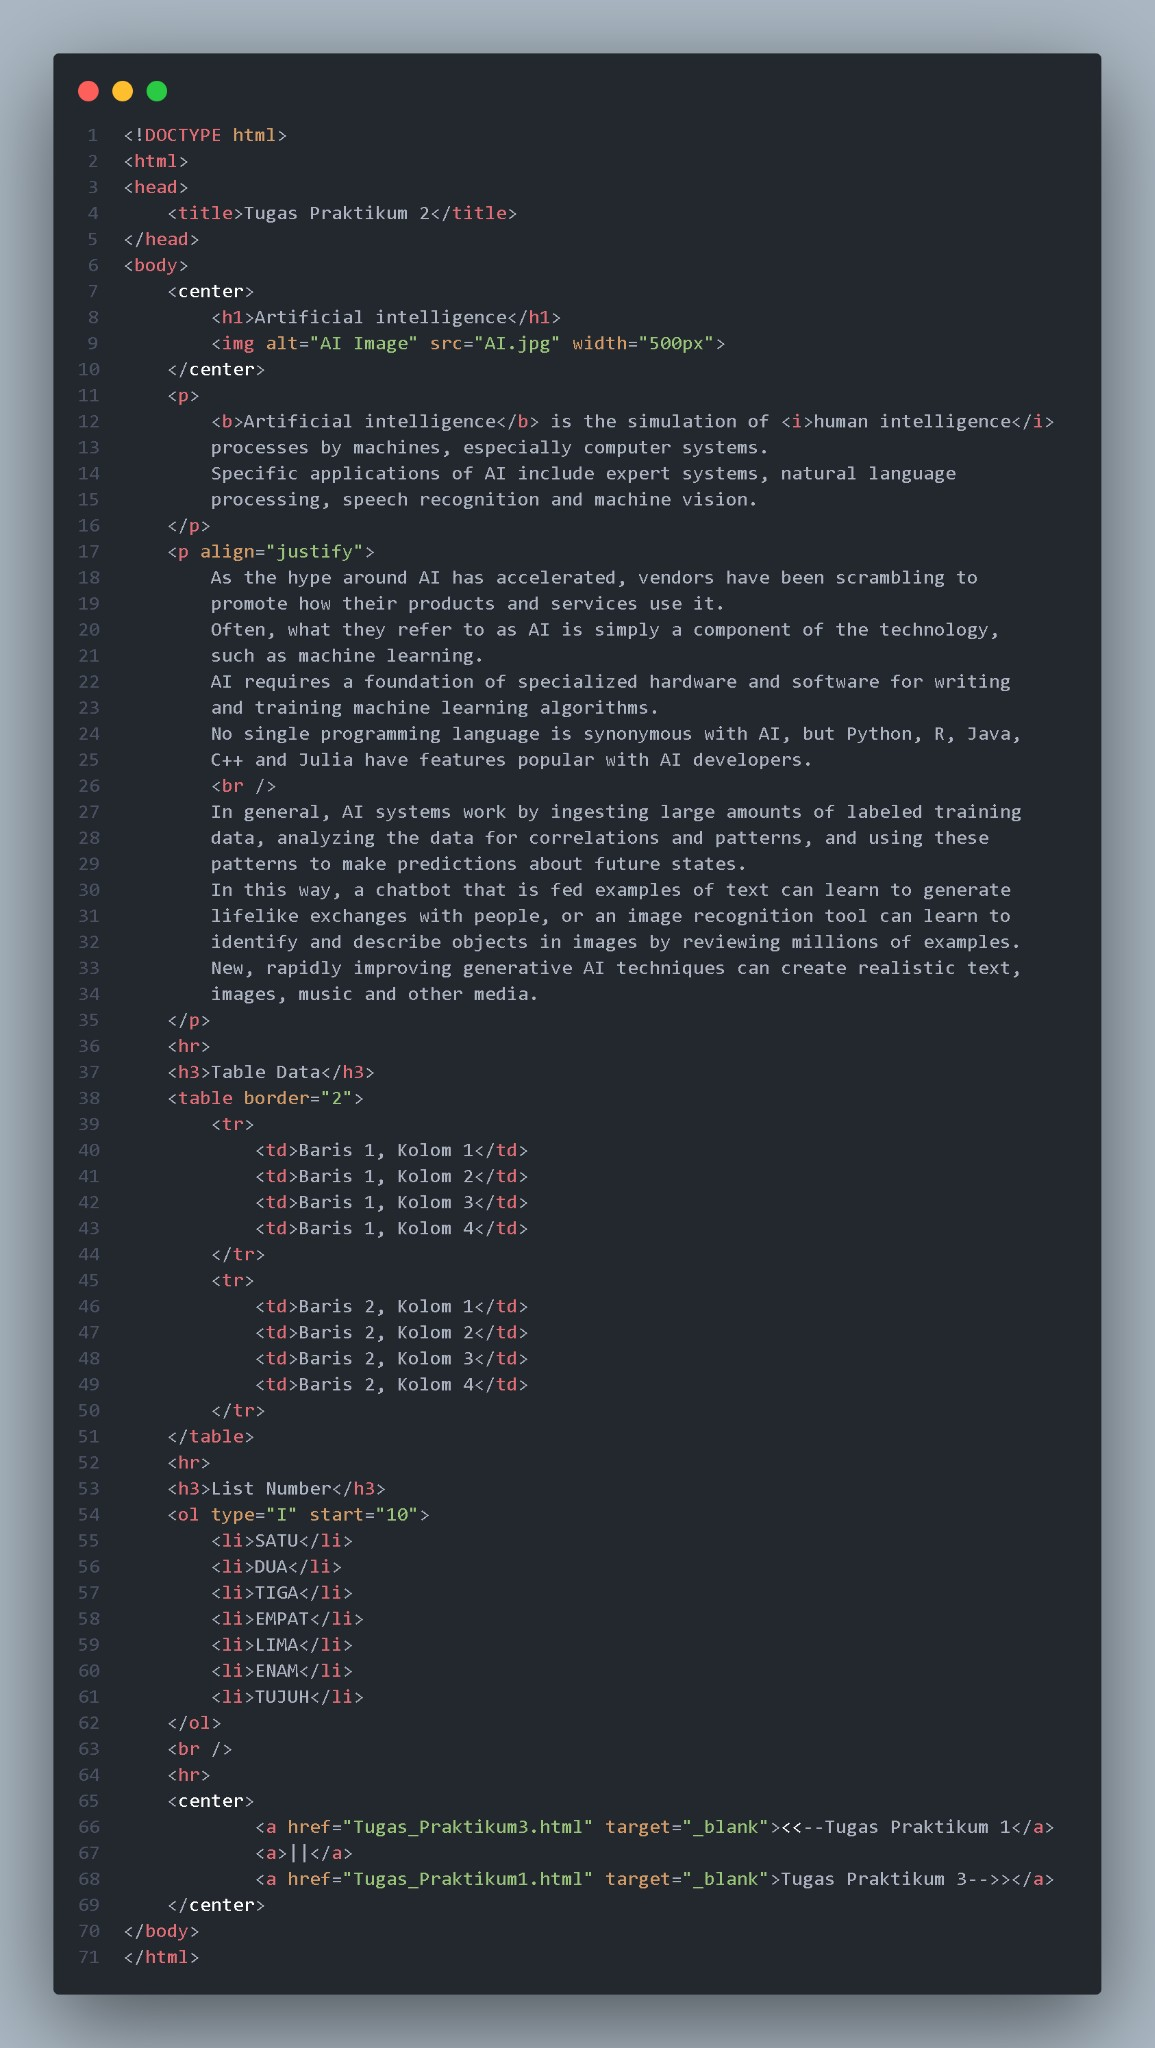 1 <!DOCTYPE html>
2 <html>
3 <head>
4     <title>Tugas Praktikum 2</title>
5 </head>
6 <body>
7     <center>
8         <h1>Artificial intelligence</h1>
9         <img alt="AI Image" src="AI.jpg" width="500px">
10     </center>
11     <p>
12         <b>Artificial intelligence</b> is the simulation of <i>human intelligence</i>
13         processes by machines, especially computer systems.
14         Specific applications of AI include expert systems, natural language
15         processing, speech recognition and machine vision.
16     </p>
17     <p align="justify">
18         As the hype around AI has accelerated, vendors have been scrambling to
19         promote how their products and services use it.
20         Often, what they refer to as AI is simply a component of the technology,
21         such as machine learning.
22         AI requires a foundation of specialized hardware and software for writing
23         and training machine learning algorithms.
24         No single programming language is synonymous with AI, but Python, R, Java,
25         C++ and Julia have features popular with AI developers.
26         <br />
27         In general, AI systems work by ingesting large amounts of labeled training
28         data, analyzing the data for correlations and patterns, and using these
29         patterns to make predictions about future states.
30         In this way, a chatbot that is fed examples of text can learn to generate
31         lifelike exchanges with people, or an image recognition tool can learn to
32         identify and describe objects in images by reviewing millions of examples.
33         New, rapidly improving generative AI techniques can create realistic text,
34         images, music and other media.
35     </p>
36     <hr>
37     <h3>Table Data</h3>
38     <table border="2">
39         <tr>
40             <td>Baris 1, Kolom 1</td>
41             <td>Baris 1, Kolom 2</td>
42             <td>Baris 1, Kolom 3</td>
43             <td>Baris 1, Kolom 4</td>
44         </tr>
45         <tr>
46             <td>Baris 2, Kolom 1</td>
47             <td>Baris 2, Kolom 2</td>
48             <td>Baris 2, Kolom 3</td>
49             <td>Baris 2, Kolom 4</td>
50         </tr>
51     </table>
52     <hr>
53     <h3>List Number</h3>
54     <ol type="I" start="10">
55         <li>SATU</li>
56         <li>DUA</li>
57         <li>TIGA</li>
58         <li>EMPAT</li>
59         <li>LIMA</li>
60         <li>ENAM</li>
61         <li>TUJUH</li>
62     </ol>
63     <br />
64     <hr>
65     <center>
66             <a href="Tugas_Praktikum3.html" target="_blank"><<--Tugas Praktikum 1</a>
67             <a>||</a>
68             <a href="Tugas_Praktikum1.html" target="_blank">Tugas Praktikum 3-->></a>
69     </center>
70 </body>
71 </html>